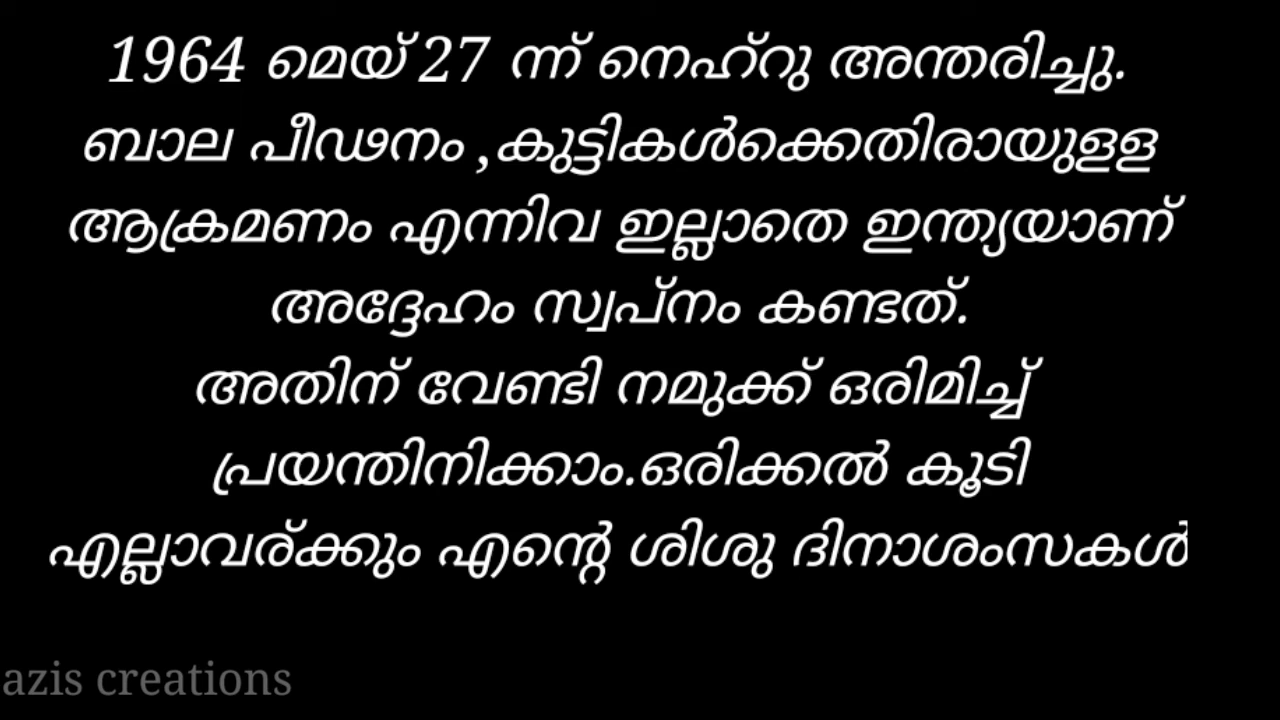 1964 മെയ് 27 ന്ന് നെഹ്റു അന്തരിച്ചു.
ബാല പീഢനം ,കുട്ടികൾക്കെതിരായുളള
ആക്രമണം എന്നിവ ഇല്ലാതെ ഇന്ത്യയാണ്
അദ്ദേഹം സ്വപ്നം കണ്ടത്.
അതിന് വേണ്ടി നമുക്ക് ഒരിമിച്ച്
പ്രയന്തിനിക്കാം.ഒരിക്കൽ കൂടി
എല്ലാവര്ക്കും എന്റെ ശിശു ദിനാശംസകൾ
azis creations